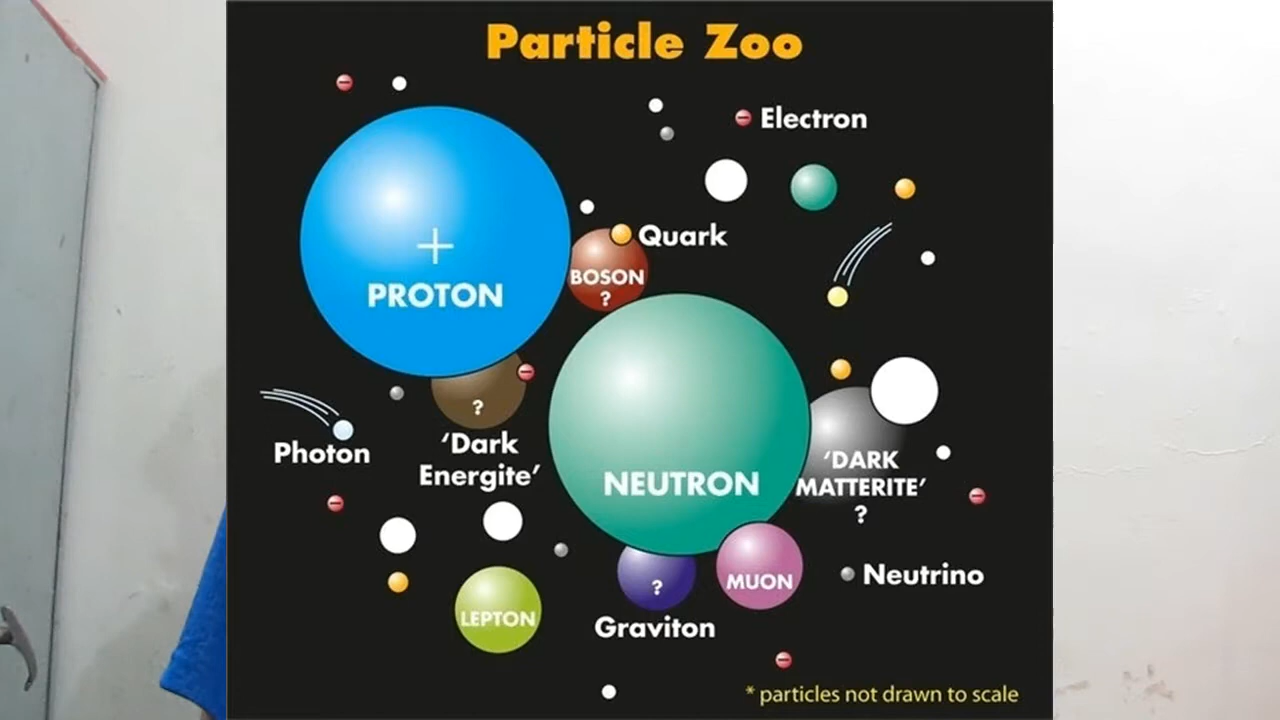 Particle Zoo
Electron
Quark
BOSON
?
+
PROTON
?
'Dark
Energite'
Photon
NEUTRON
'DARK
MATTERITE'
?
MUON
Neutrino
?
Graviton
LEPTON
* particles not drawn to scale